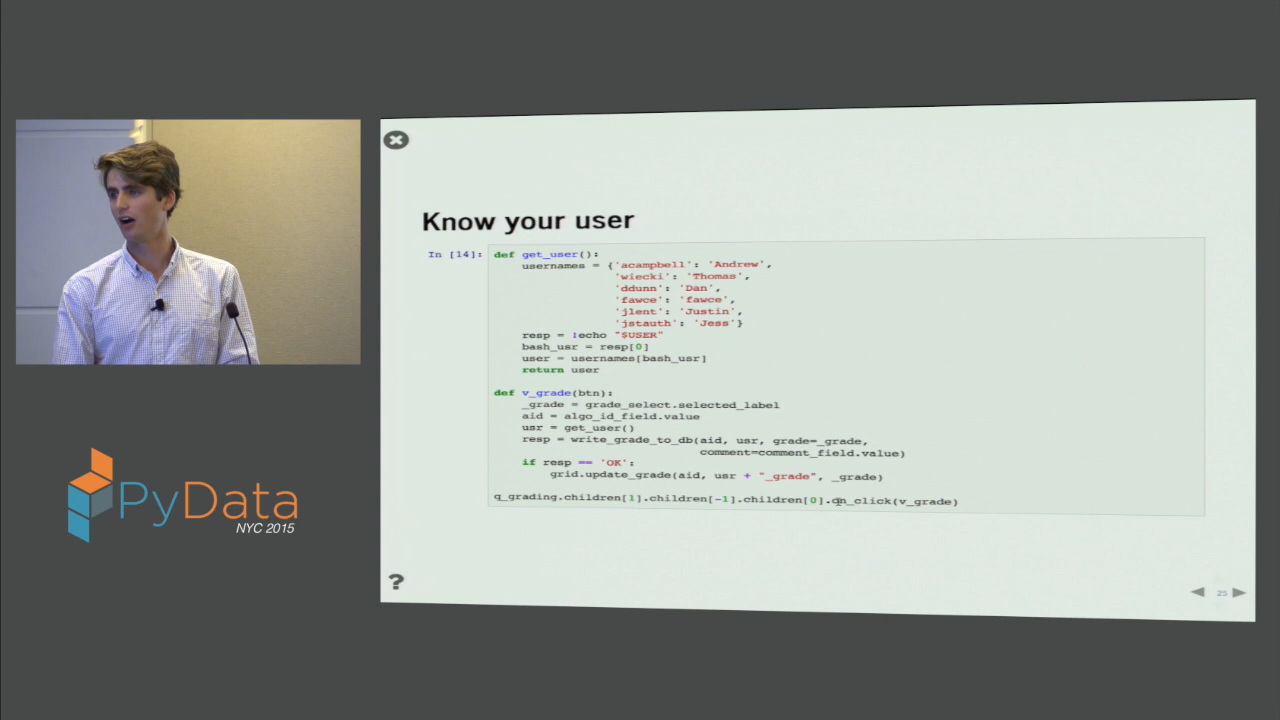 Know your user
In [14]: def get_user():
usernames = {'acampbell': 'Andrew',
'wiecki': 'Thomas',
'ddunn': 'Dan',
'fawce': 'fawce',
'jlent': 'Justin',
'jstauth': 'Jess'}
resp = !echo "$USER"
bash_usr = resp[0]
user = usernames[bash_usr]
return user
def v_grade(btn):
_grade = grade_select.selected_label
aid = algo_id_field.value
usr = get_user()
resp = write_grade_to_db(aid, usr, grade=_grade,
comment=comment_field.value)
if resp == 'OK':
grid.update_grade(aid, usr + "_grade", _grade)
q_grading.children[1].children[-1].children[0].on_click(v_grade)
?
25
PyData
NYC 2015